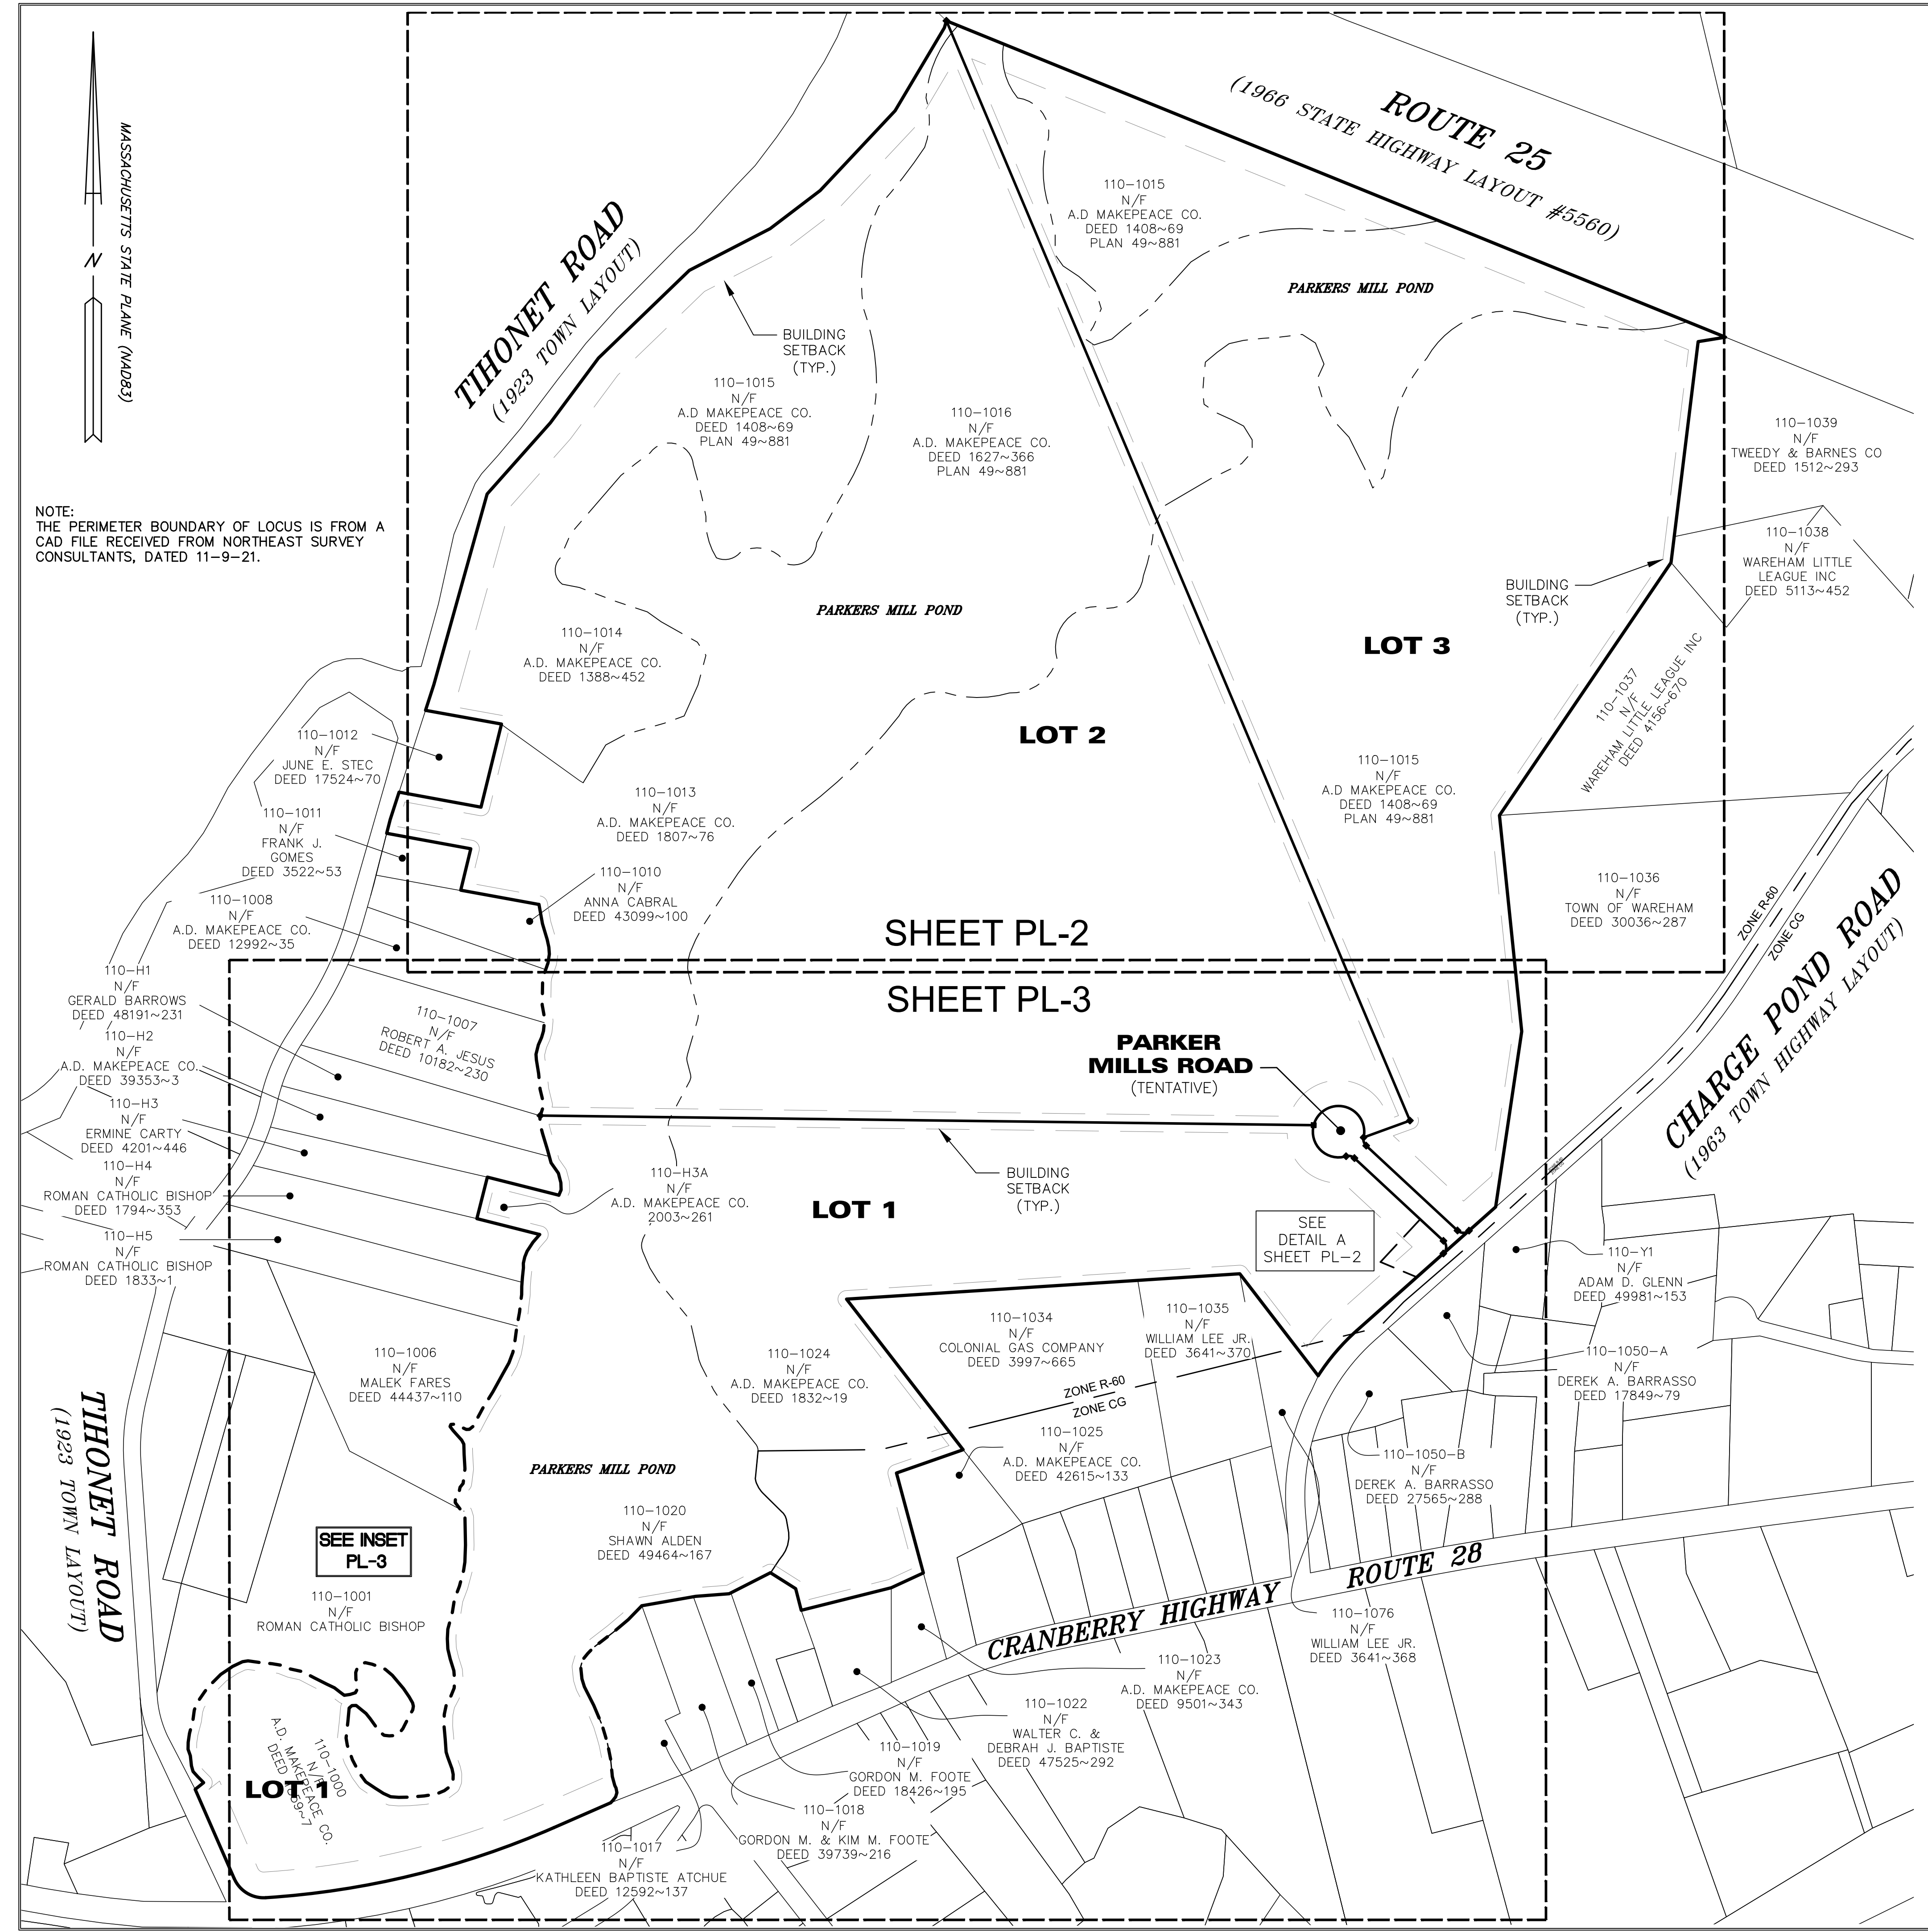 ROUTE 25
(1966 STATE HIGHWAY LAYOUT #5560)
MASSACHUSETTS STATE PLANE (NAD83)
N
NOTE:
THE PERIMETER BOUNDARY OF LOCUS IS FROM A
CAD FILE RECEIVED FROM NORTHEAST SURVEY
CONSULTANTS, DATED 11-9-21.
TIHONET ROAD
(1923 TOWN LAYOUT)
110-1015
N/F
A.D MAKEPEACE CO.
DEED 1408~69
PLAN 49~881
PARKERS MILL POND
BUILDING
SETBACK
(TYP.)
110-1015
N/F
A.D MAKEPEACE CO.
DEED 1408~69
PLAN 49~881
110-1016
N/F
A.D. MAKEPEACE CO.
DEED 1627~366
PLAN 49~881
110-1039
N/F
TWEEDY & BARNES CO
DEED 1512~293
110-1038
N/F
WAREHAM LITTLE
LEAGUE INC
DEED 5113~452
BUILDING
SETBACK
(TYP.)
PARKERS MILL POND
110-1014
N/F
A.D. MAKEPEACE CO.
DEED 1388~452
LOT 3
110-1037
N/F
WAREHAM LITTLE LEAGUE INC
DEED 4156~670
LOT 2
110-1012
N/F
JUNE E. STEC
DEED 17524~70
110-1015
N/F
A.D MAKEPEACE CO.
DEED 1408~69
PLAN 49~881
110-1013
N/F
A.D. MAKEPEACE CO.
DEED 1807~76
110-1011
N/F
FRANK J.
GOMES
DEED 3522~53
110-1010
N/F
ANNA CABRAL
DEED 43099~100
110-1036
N/F
TOWN OF WAREHAM
DEED 30036~287
ZONE R-60
ZONE CG
CHARGE POND ROAD
(1963 TOWN HIGHWAY LAYOUT)
110-1008
N/F
A.D. MAKEPEACE CO.
DEED 12992~35
SHEET PL-2
SHEET PL-3
110-H1
N/F
GERALD BARROWS
DEED 48191~231
110-1007
N/F
ROBERT A. JESUS
DEED 10182~230
PARKER
MILLS ROAD
(TENTATIVE)
110-H2
N/F
A.D. MAKEPEACE CO.
DEED 39353~3
110-H3
N/F
ERMINE CARTY
DEED 4201~446
110-H4
N/F
ROMAN CATHOLIC BISHOP
DEED 1794~353
110-H5
N/F
ROMAN CATHOLIC BISHOP
DEED 1833~1
110-H3A
N/F
A.D. MAKEPEACE CO.
2003~261
BUILDING
SETBACK
(TYP.)
LOT 1
SEE
DETAIL A
SHEET PL-2
110-Y1
N/F
ADAM D. GLENN
DEED 49981~153
110-1034
N/F
COLONIAL GAS COMPANY
DEED 3997~665
110-1035
N/F
WILLIAM LEE JR.
DEED 3641~370
110-1050-A
N/F
DEREK A. BARRASSO
DEED 17849~79
110-1006
N/F
MALEK FARES
DEED 44437~110
110-1024
N/F
A.D. MAKEPEACE CO.
DEED 1832~19
ZONE R-60
ZONE CG
TIHONET ROAD
(1923 TOWN LAYOUT)
110-1025
N/F
A.D. MAKEPEACE CO.
DEED 42615~133
110-1050-B
N/F
DEREK A. BARRASSO
DEED 27565~288
PARKERS MILL POND
110-1020
N/F
SHAWN ALDEN
DEED 49464~167
SEE INSET
PL-3
110-1001
N/F
ROMAN CATHOLIC BISHOP
CRANBERRY HIGHWAY
ROUTE 28
110-1076
N/F
WILLIAM LEE JR.
DEED 3641~368
110-1023
N/F
A.D. MAKEPEACE CO.
DEED 9501~343
110-1022
N/F
WALTER C. &
DEBRAH J. BAPTISTE
DEED 47525~292
110-1019
N/F
GORDON M. FOOTE
DEED 18426~195
110-1000
N/F
A.D. MAKEPEACE CO.
DEED
LOT 1
110-1018
N/F
GORDON M. & KIM M. FOOTE
DEED 39739~216
110-1017
N/F
KATHLEEN BAPTISTE ATCHUE
DEED 12592~137